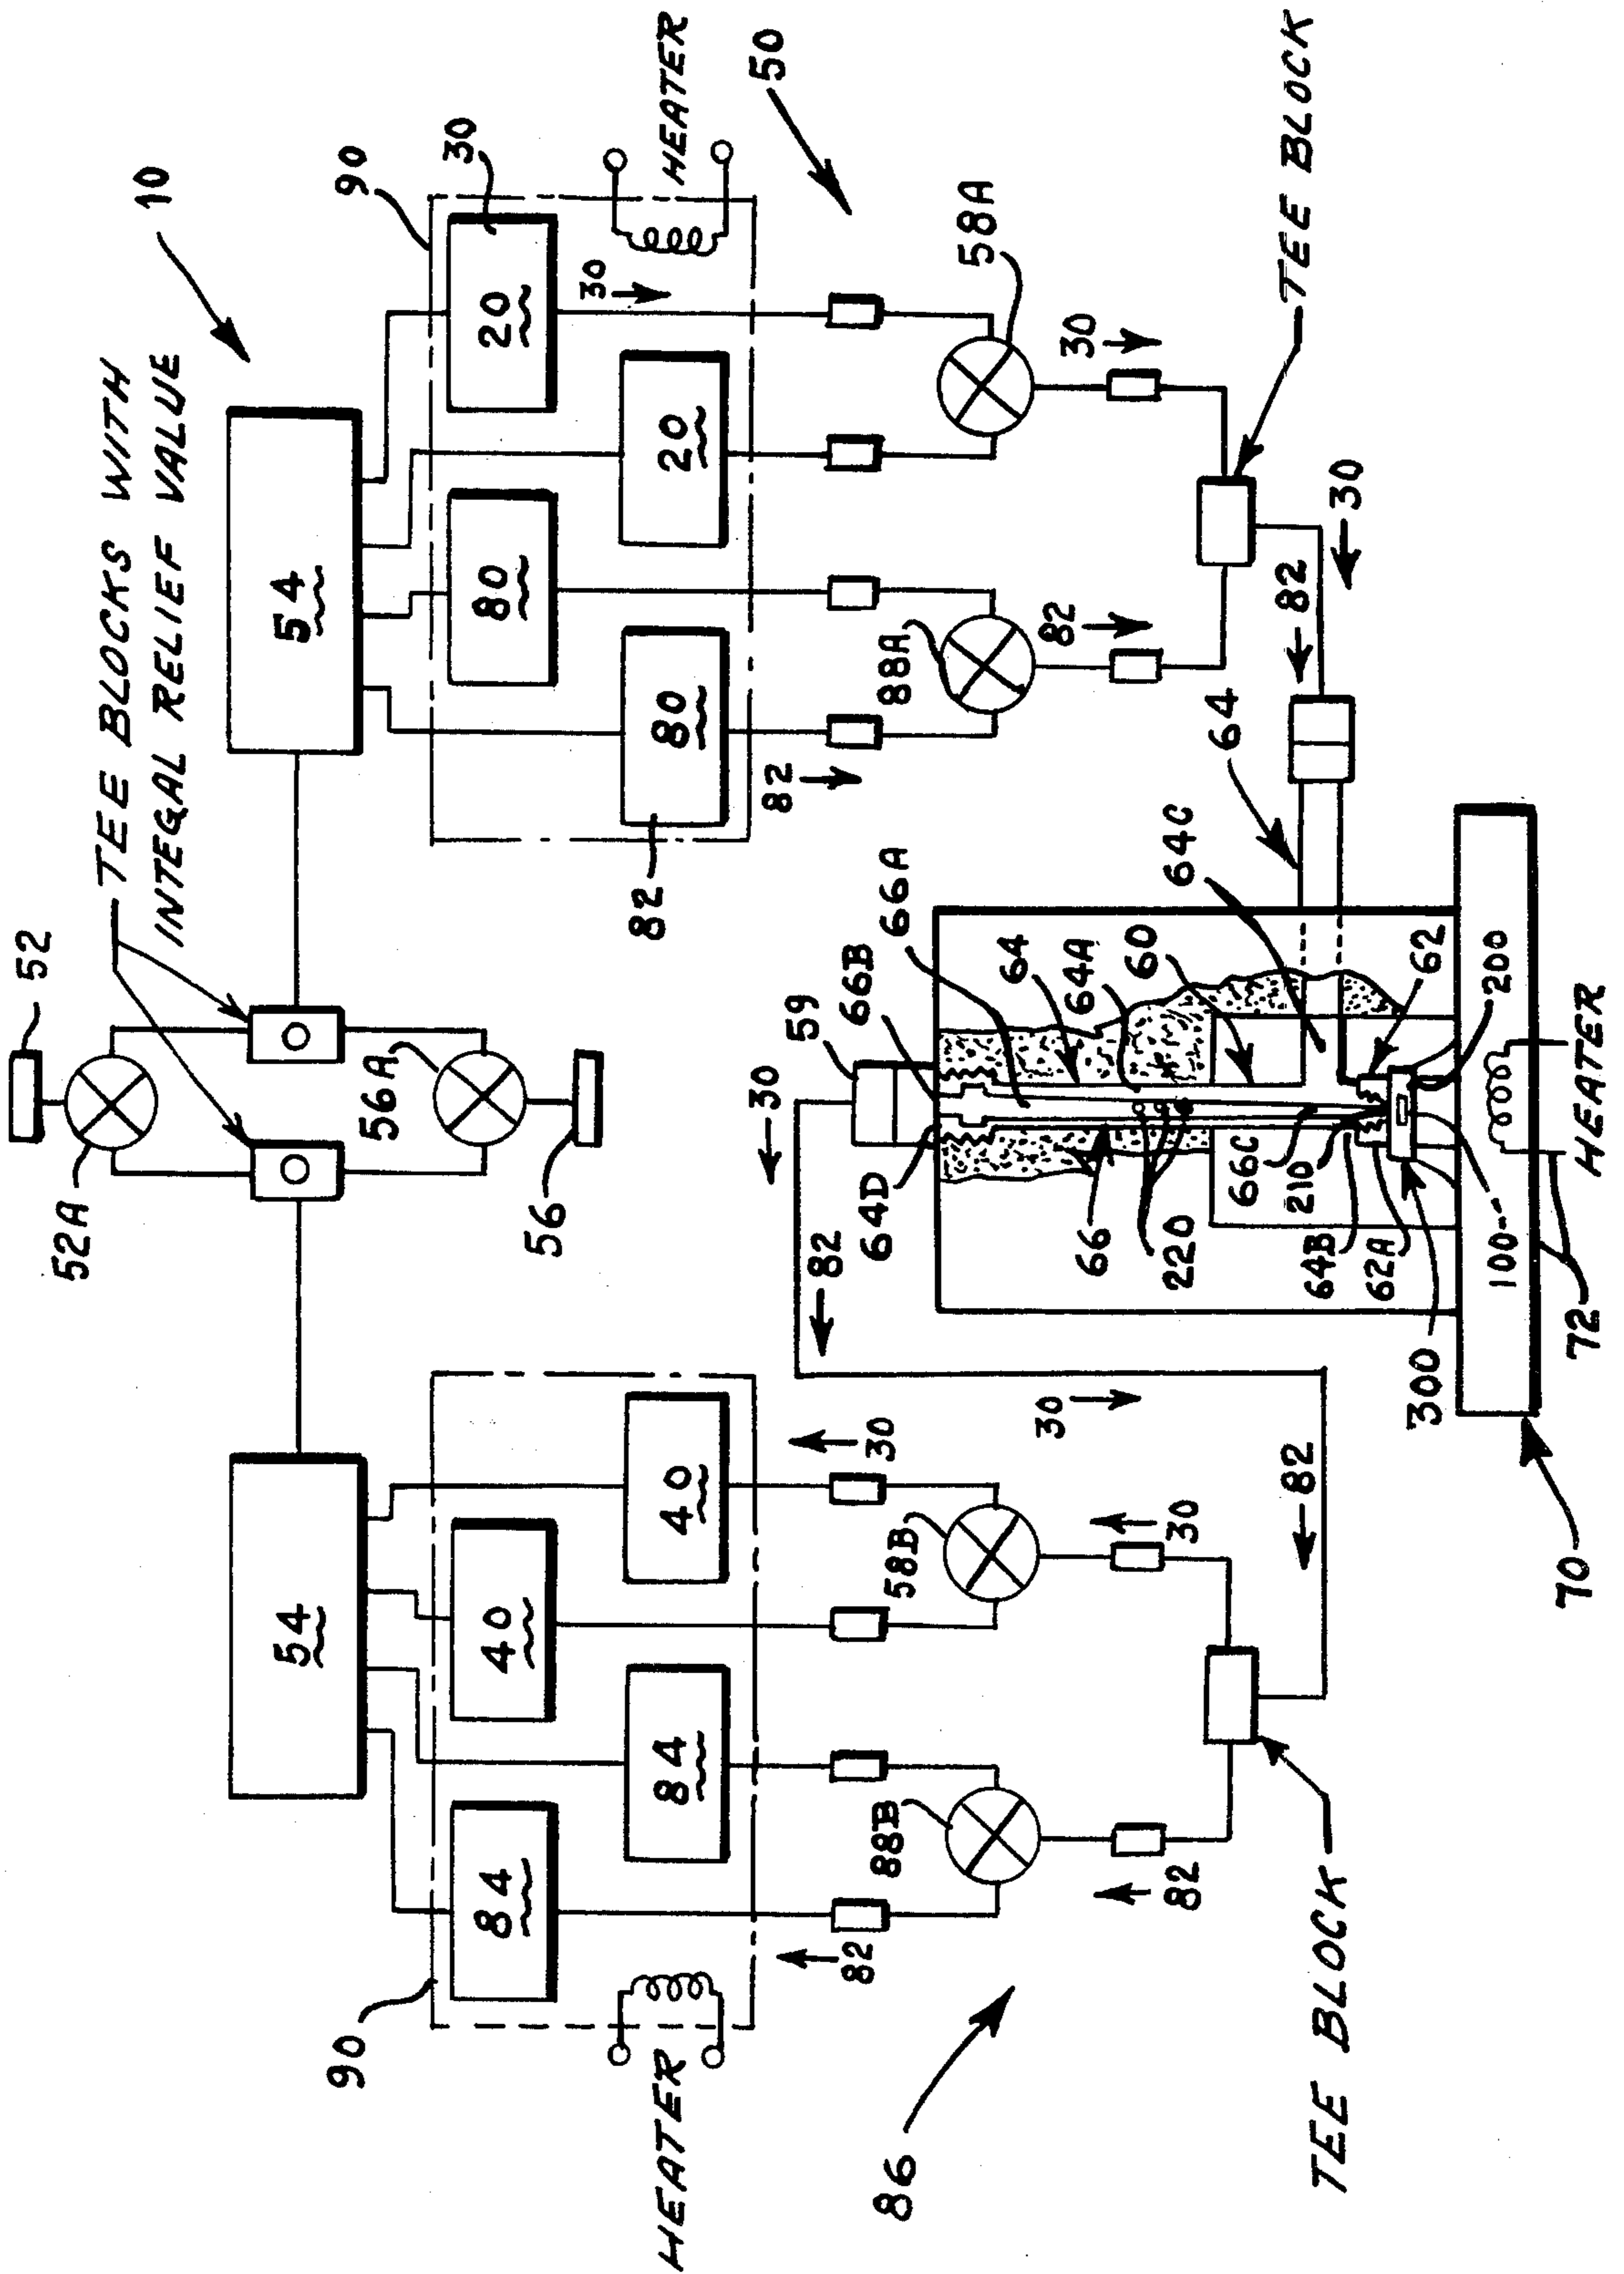 52
52A
TEE BLOCKS WITH
INTEGAL RELIEF VALUE
10
54
54
90
56A
90
30
84
40
80
20
56
30
82
HEATER
84
40
80
20
HEATER
50
30
82
59
82
82
30
66B
66A
86
88B
58B
64D
88A
58A
64
30
66
64A
82
30
60
82
30
220
64C
64
66C
TEE BLOCK
82
210
82
TEE BLOCK
64B
30
62A
62
300
200
100
70
72
HEATER